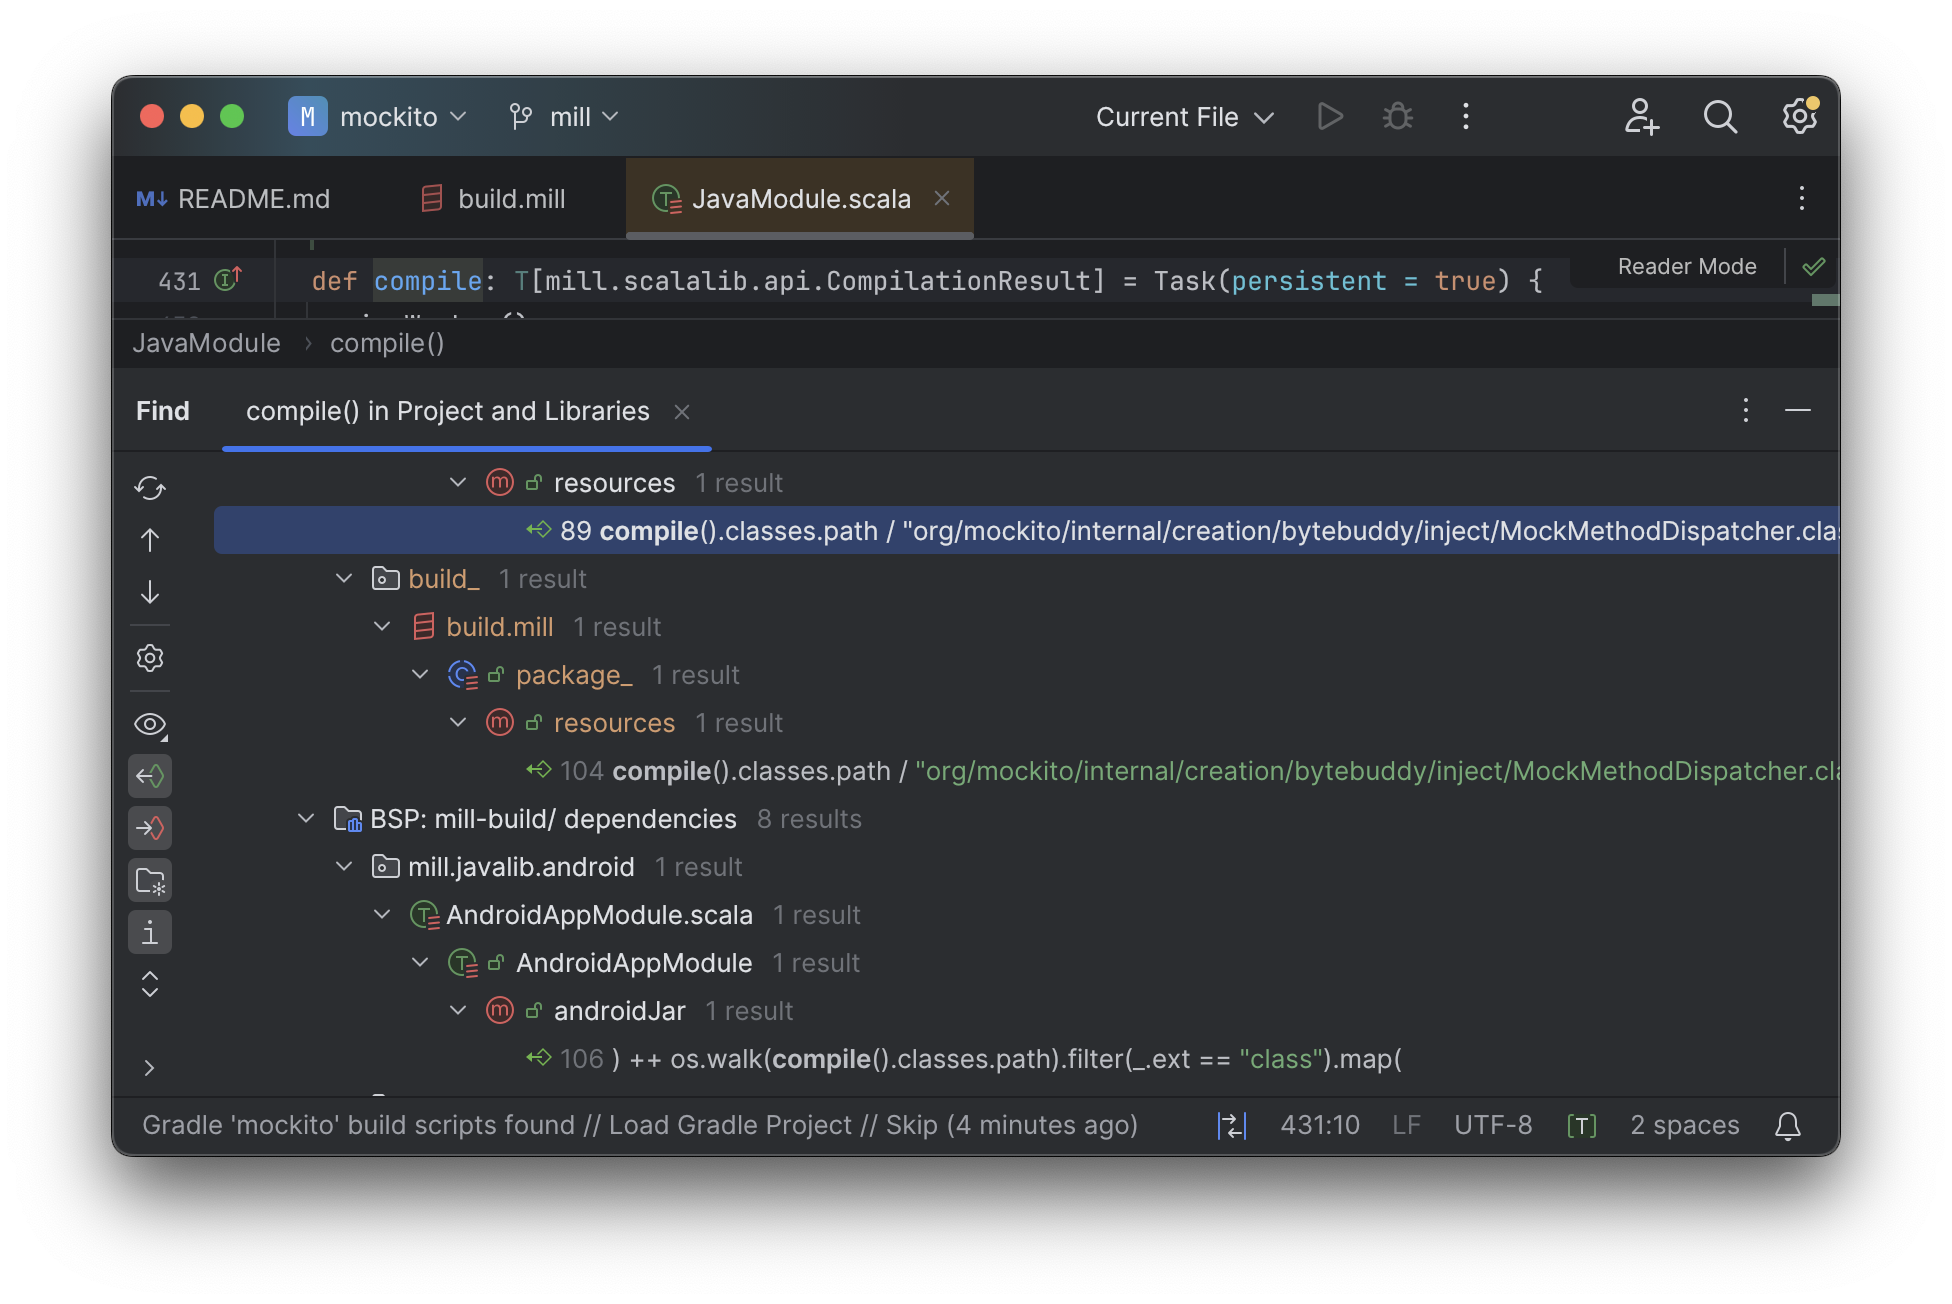 M mockito mill Current File
M↓ README.md build.mill JavaModule.scala
431 def compile: T[mill.scalalib.api.CompilationResult] = Task(persistent = true) { Reader Mode
JavaModule › compile()
Find compile() in Project and Libraries
m resources 1 result
89 compile().classes.path / "org/mockito/internal/creation/bytebuddy/inject/MockMethodDispatcher.clas
build_ 1 result
build.mill 1 result
package_ 1 result
m resources 1 result
104 compile().classes.path / "org/mockito/internal/creation/bytebuddy/inject/MockMethodDispatcher.cla
BSP: mill-build/ dependencies 8 results
mill.javalib.android 1 result
AndroidAppModule.scala 1 result
AndroidAppModule 1 result
m androidJar 1 result
106 ) ++ os.walk(compile().classes.path).filter(_.ext == "class").map(
Gradle 'mockito' build scripts found // Load Gradle Project // Skip (4 minutes ago) 431:10 LF UTF-8 [T] 2 spaces